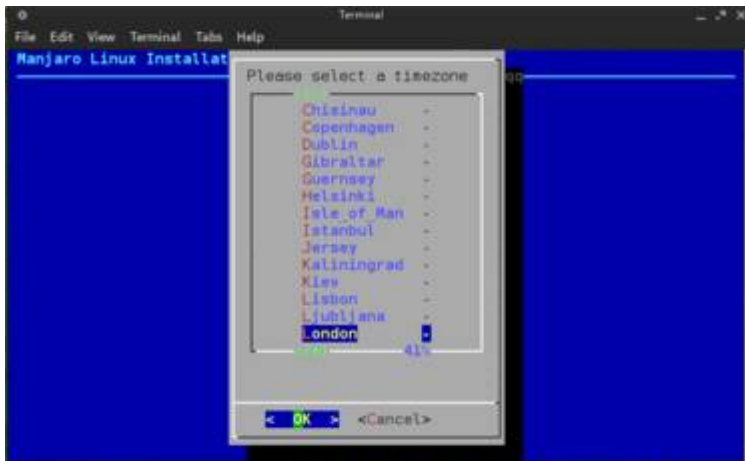 Terminal
File Edit View Terminal Tabs Help
Manjaro Linux Installat
Please select a timezone
qq
Chisinau -
Copenhagen -
Dublin -
Gibraltar -
Guernsey -
Helsinki -
Isle_of_Man -
Istanbul -
Jersey -
Kaliningrad -
Kiev -
Lisbon -
Ljubljana -
London -
41%
< OK > <Cancel>